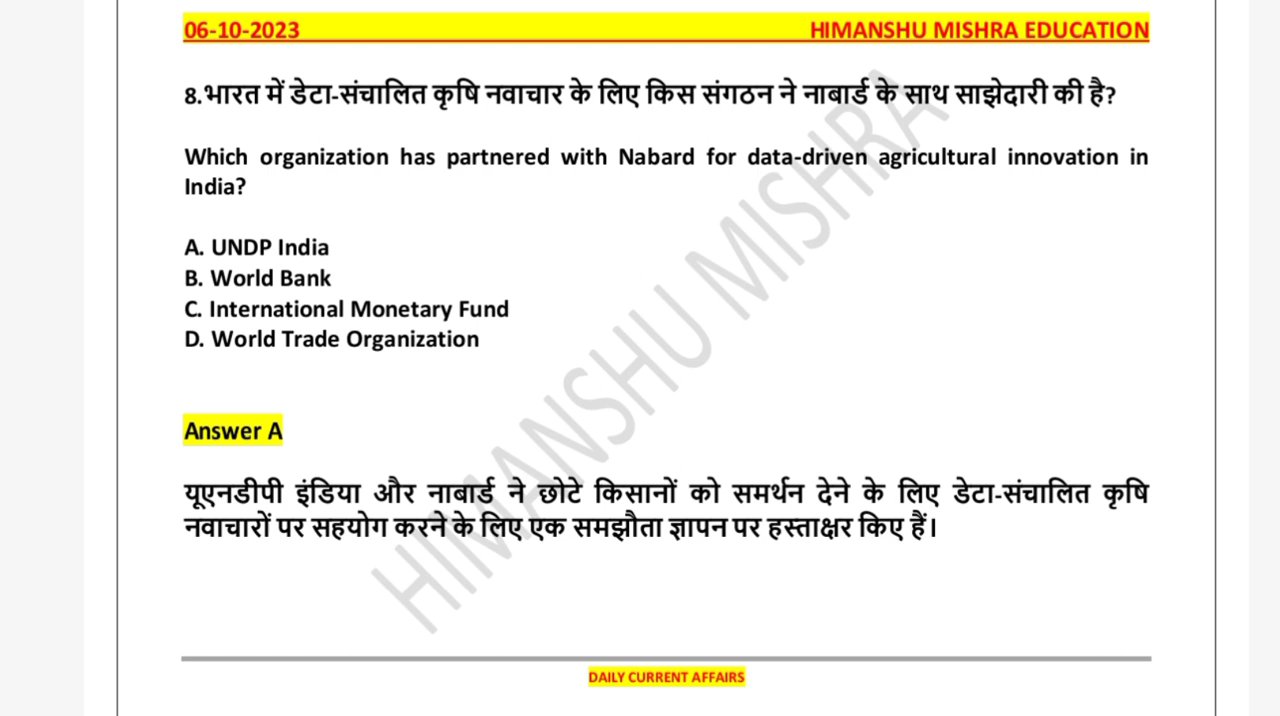 06-10-2023 HIMANSHU MISHRA EDUCATION
8.भारत में डेटा-संचालित कृषि नवाचार के लिए किस संगठन ने नाबार्ड के साथ साझेदारी की है?
Which organization has partnered with Nabard for data-driven agricultural innovation in
India?
A. UNDP India
B. World Bank
C. International Monetary Fund
D. World Trade Organization
Answer A
यूएनडीपी इंडिया और नाबार्ड ने छोटे किसानों को समर्थन देने के लिए डेटा-संचालित कृषि
नवाचारों पर सहयोग करने के लिए एक समझौता ज्ञापन पर हस्ताक्षर किए हैं।
HIMANSHU MISHRA
DAILY CURRENT AFFAIRS